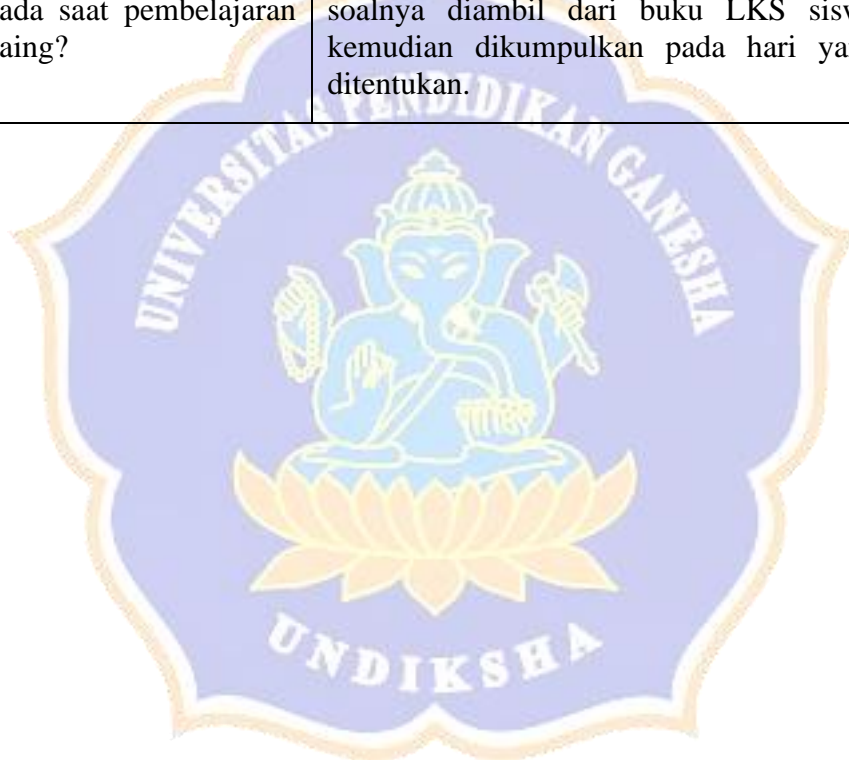 ada saat pembelajaran
aing?
soalnya diambil dari buku LKS sisw
kemudian dikumpulkan pada hari yan
ditentukan.
UNIVERSITAS PENDIDIKAN GANESHA
UNDIKSHA